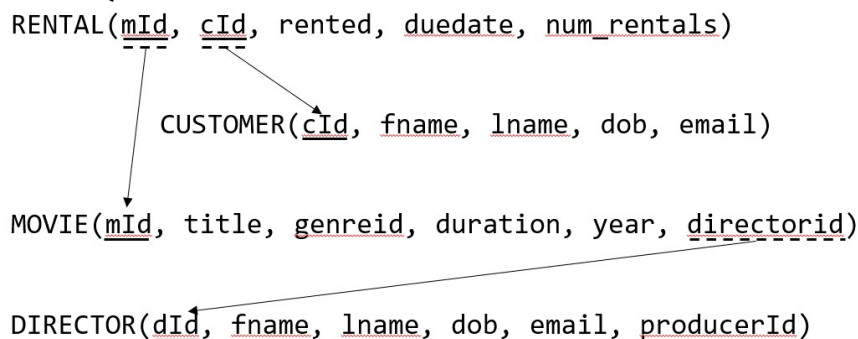 RENTAL(mId, cId, rented, duedate, num_rentals)
CUSTOMER(cId, fname, lname, dob, email)
MOVIE(mId, title, genreid, duration, year, directorid)
DIRECTOR(dId, fname, lname, dob, email, producerId)